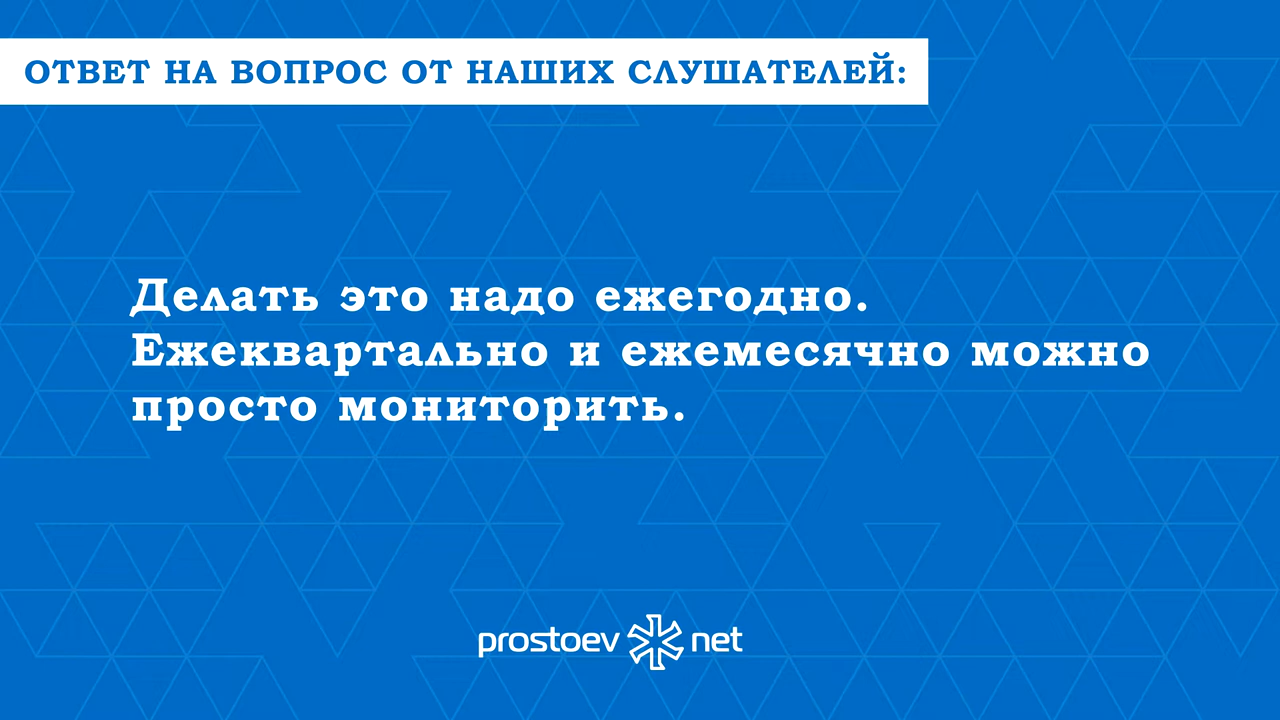 ОТВЕТ НА ВОПРОС ОТ НАШИХ СЛУШАТЕЛЕЙ:
Делать это надо ежегодно.
Ежеквартально и ежемесячно можно
просто мониторить.
prostoev net